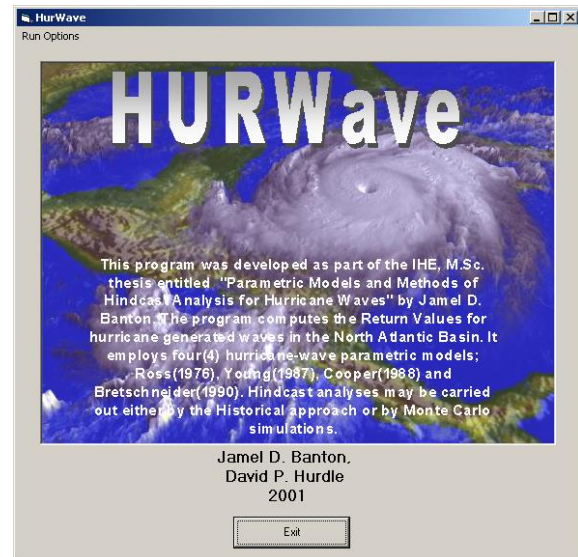 HurWave
Run Options
HURWave
This program was developed as part of the IHE, M.Sc.
thesis entitled "Parametric Models and Methods of
Hindcast Analysis for Hurricane Waves" by Jamel D.
Banton. The program computes the Return Values for
hurricane generated waves in the North Atlantic Basin. It
employs four(4) hurricane-wave parametric models;
Ross(1976), Young(1987), Cooper(1988) and
Bretschneider(1990). Hindcast analyses may be carried
out either by the Historical approach or by Monte Carlo
simulations.
Jamel D. Banton,
David P. Hurdle
2001
Exit